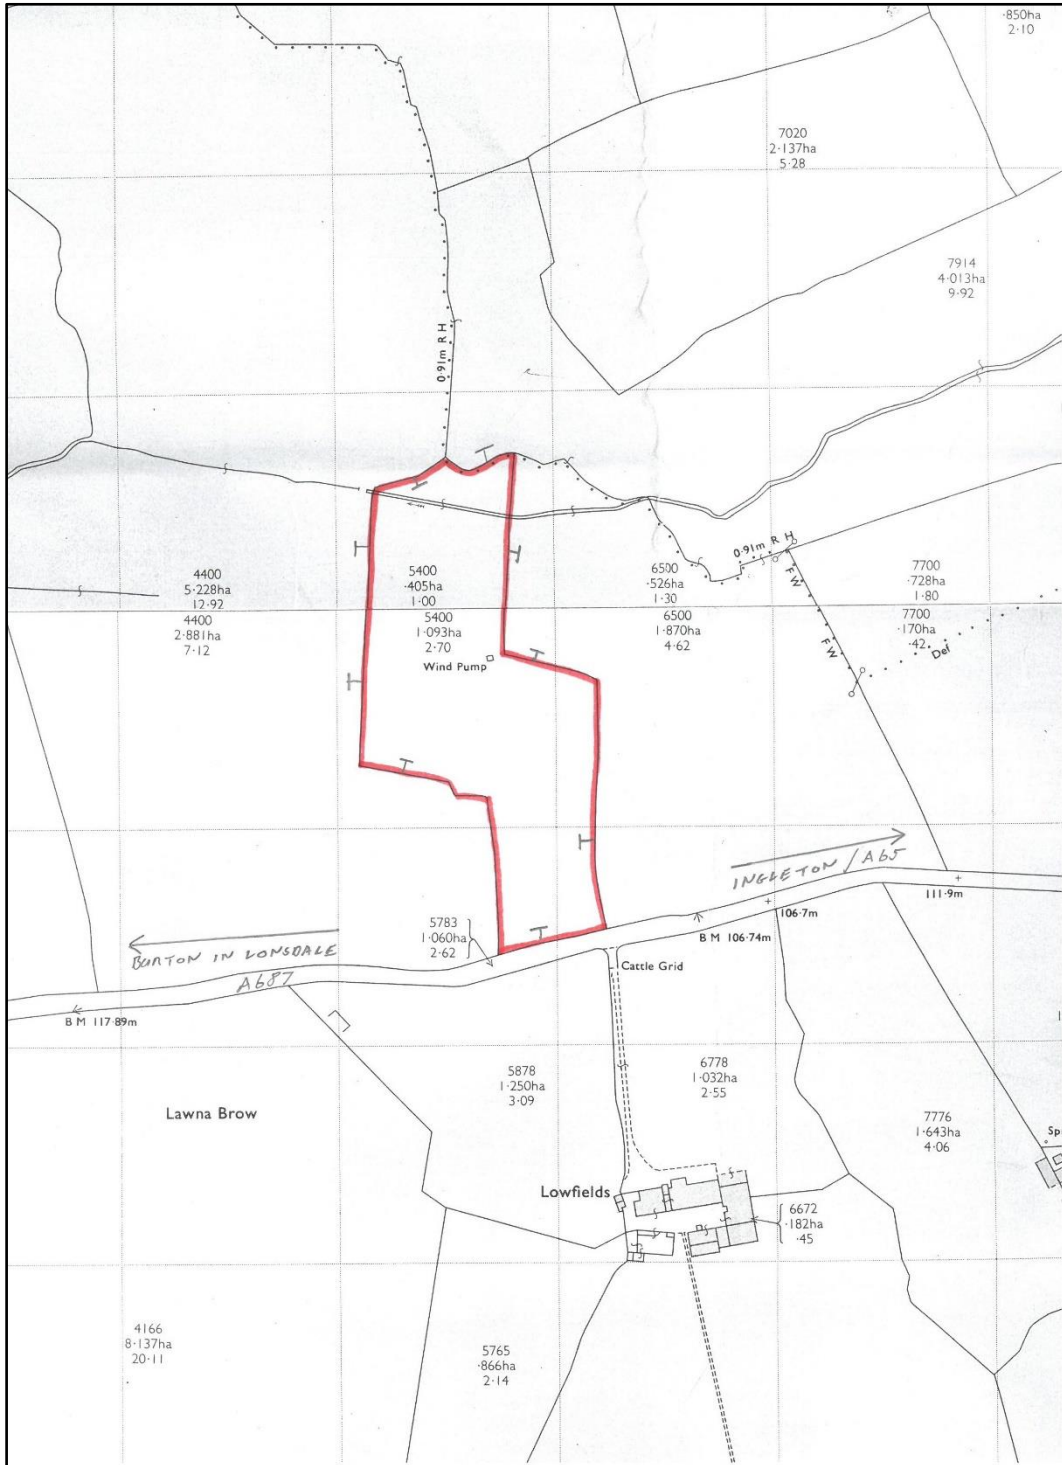 ·850ha
2·10
7020
2·137ha
5·28
7914
4·013ha
9·92
0·91m R H
0·91m R H
4400
5·228ha
12·92
4400
2·881ha
7·12
5400
·405ha
1·00
5400
1·093ha
2·70
Wind Pump
6500
·526ha
1·30
6500
1·870ha
4·62
F W
F W
7700
·728ha
1·80
7700
·170ha
·42
Def
INGLETON / A65
111·9m
106·7m
B M 106·74m
5783
1·060ha
2·62
BURTON IN LONSDALE
A687
B M 117·89m
Cattle Grid
5878
1·250ha
3·09
6778
1·032ha
2·55
Lawna Brow
7776
1·643ha
4·06
Sp
Lowfields
6672
·182ha
·45
4166
8·137ha
20·11
5765
·866ha
2·14